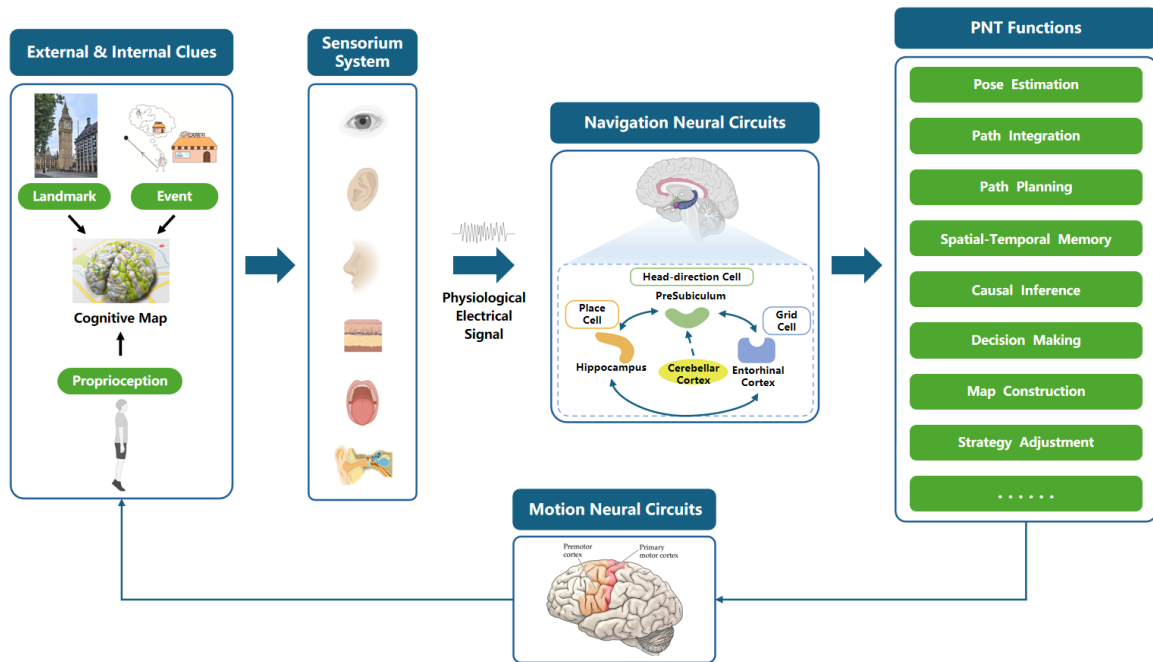 External & Internal Clues
Landmark
Event
Cognitive Map
Proprioception
Sensorium
System
Physiological
Electrical
Signal
Navigation Neural Circuits
Head-direction Cell
PreSubiculum
Place
Cell
Grid
Cell
Hippocampus
Cerebellar
Cortex
Entorhinal
Cortex
PNT Functions
Pose Estimation
Path Integration
Path Planning
Spatial-Temporal Memory
Causal Inference
Decision Making
Map Construction
Strategy Adjustment
. . . . . .
Motion Neural Circuits
Premotor
cortex
Primary
motor cortex